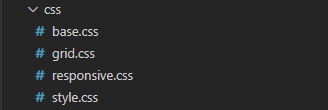 css
# base.css
# grid.css
# responsive.css
# style.css